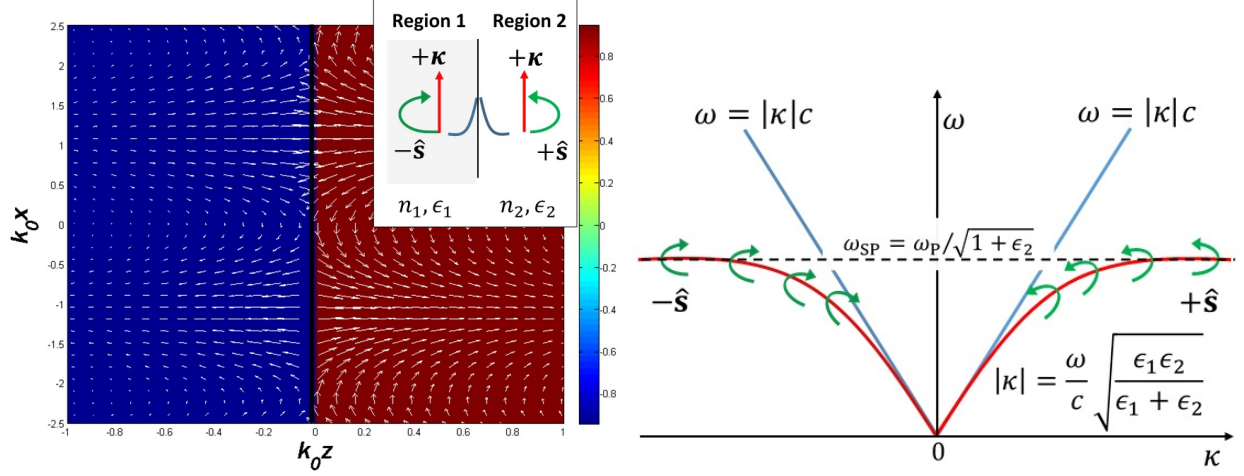 Region 1 Region 2
+κ +κ
−ŝ +ŝ
n₁, ϵ₁ n₂, ϵ₂
2.5
2
1.5
1
0.5
0
-0.5
-1
-1.5
-2
-2.5
k₀x
-1 -0.8 -0.6 -0.4 -0.2 0 0.2 0.4 0.6 0.8 1
k₀z
0.8
0.6
0.4
0.2
0
-0.2
-0.4
-0.6
-0.8
ω = |κ|c ω ω = |κ|c
ω_SP = ω_P/√(1 + ϵ₂)
−ŝ +ŝ
|κ| = ω/c √(ϵ₁ϵ₂/(ϵ₁ + ϵ₂))
0 κ